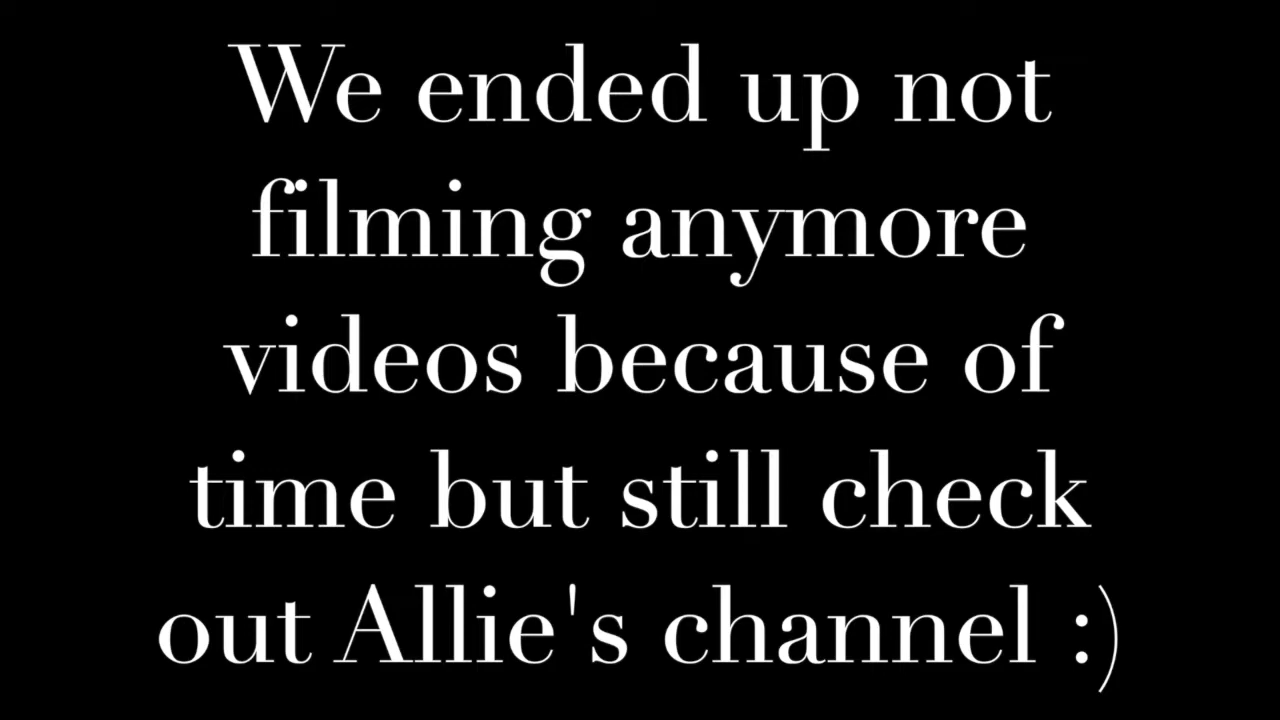 We ended up not
filming anymore
videos because of
time but still check
out Allie's channel :)